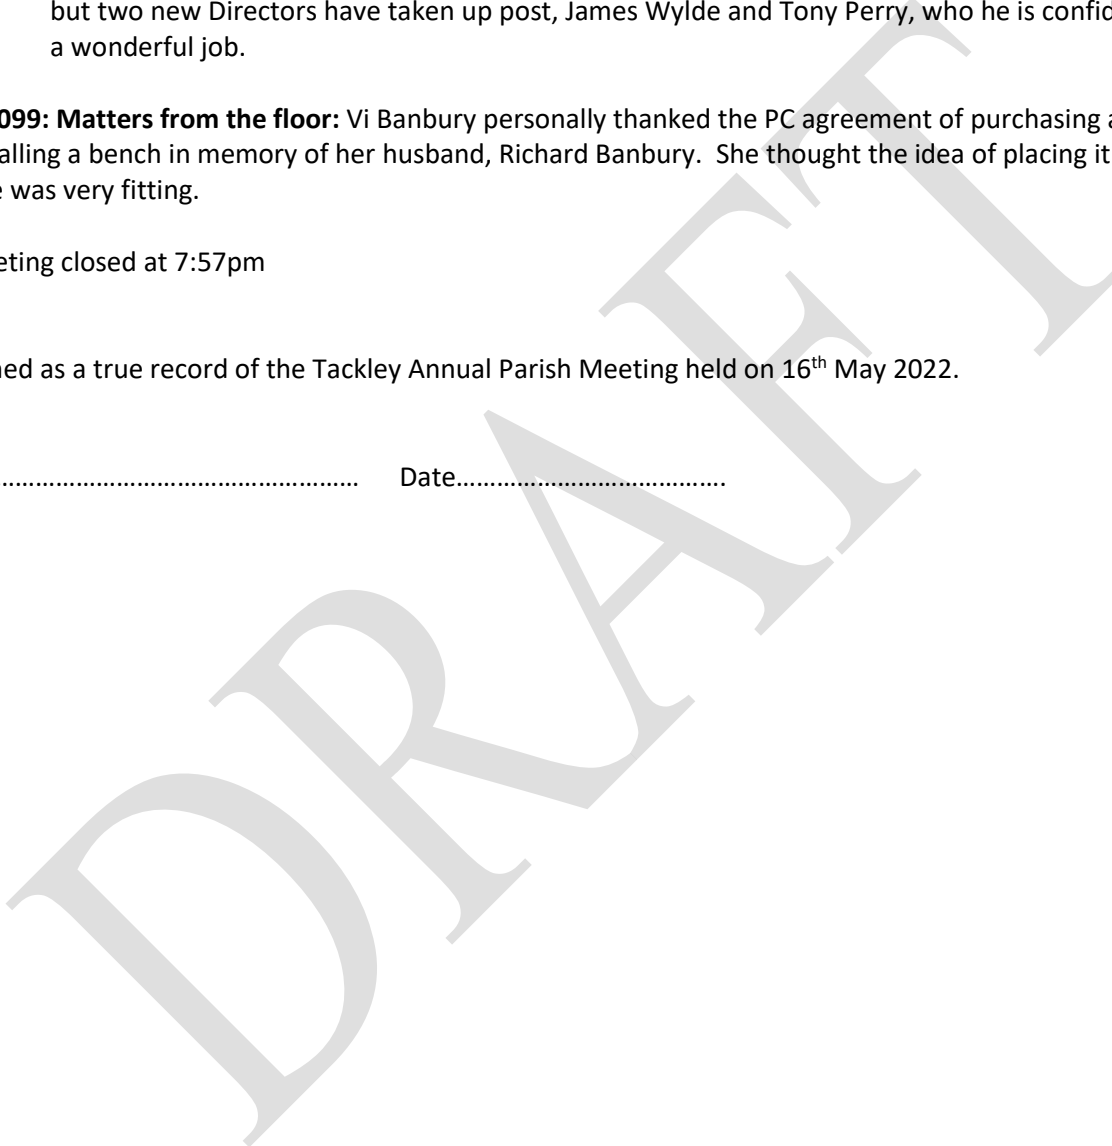 but two new Directors have taken up post, James Wylde and Tony Perry, who he is confid
a wonderful job.
099: Matters from the floor: Vi Banbury personally thanked the PC agreement of purchasing a
alling a bench in memory of her husband, Richard Banbury.  She thought the idea of placing it
e was very fitting.
eting closed at 7:57pm
ned as a true record of the Tackley Annual Parish Meeting held on 16th May 2022.
…………………………………………… Date………………………………….
DRAFT